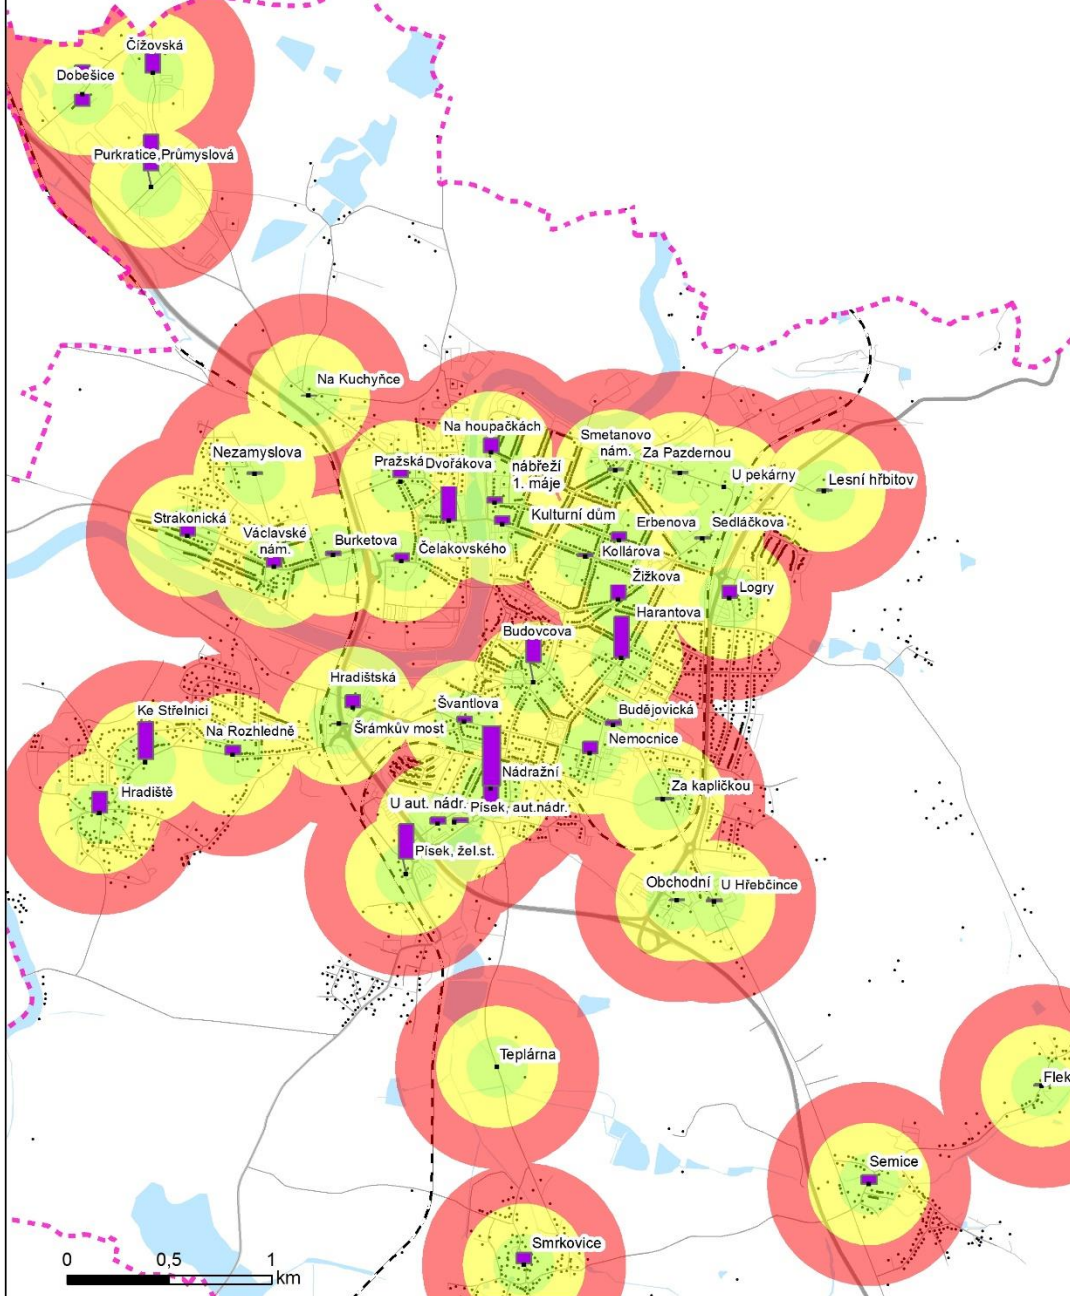 Čížovská
Dobešice
Purkratice,Průmyslová
Na Kuchyňce
Na houpačkách
Nezamyslova
Pražská
Dvořákova
nábřeží
1. máje
Smetanovo
nám.
Za Pazdernou
U pekárny
Lesní hřbitov
Strakonická
Václavské
nám.
Burketova
Čelakovského
Kulturní dům
Erbenova
Sedláčkova
Kollárova
Žižkova
Logry
Harantova
Budovcova
Hradištská
Ke Střelnici
Na Rozhledně
Šrámkův most
Švantlova
Budějovická
Nemocnice
Hradiště
Nádražní
Za kapličkou
U aut. nádr.
Písek, aut.nádr.
Písek, žel.st.
Obchodní
U Hřebčince
Teplárna
Flek
Semice
Smrkovice
0 0,5 1
km